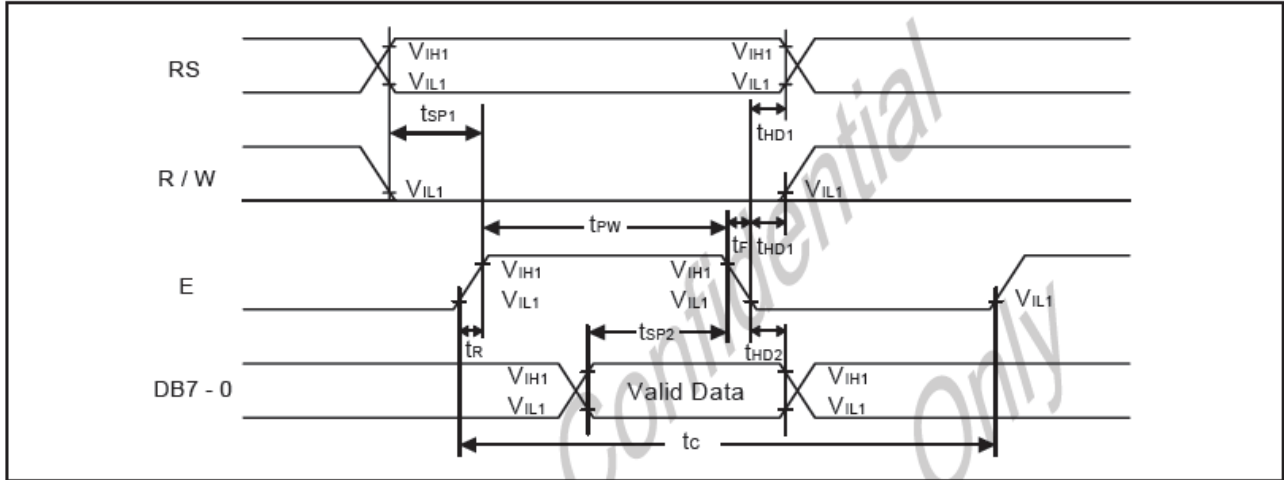 RS
VIH1 VIH1
VIL1 VIL1
tSP1 tHD1
R / W
VIL1 VIL1
tPW tF tHD1
E
VIH1 VIH1
VIL1 VIL1 VIL1
tR tSP2 tHD2
DB7 - 0
VIH1 Valid Data VIH1
VIL1 VIL1
tC
Confidential
Only